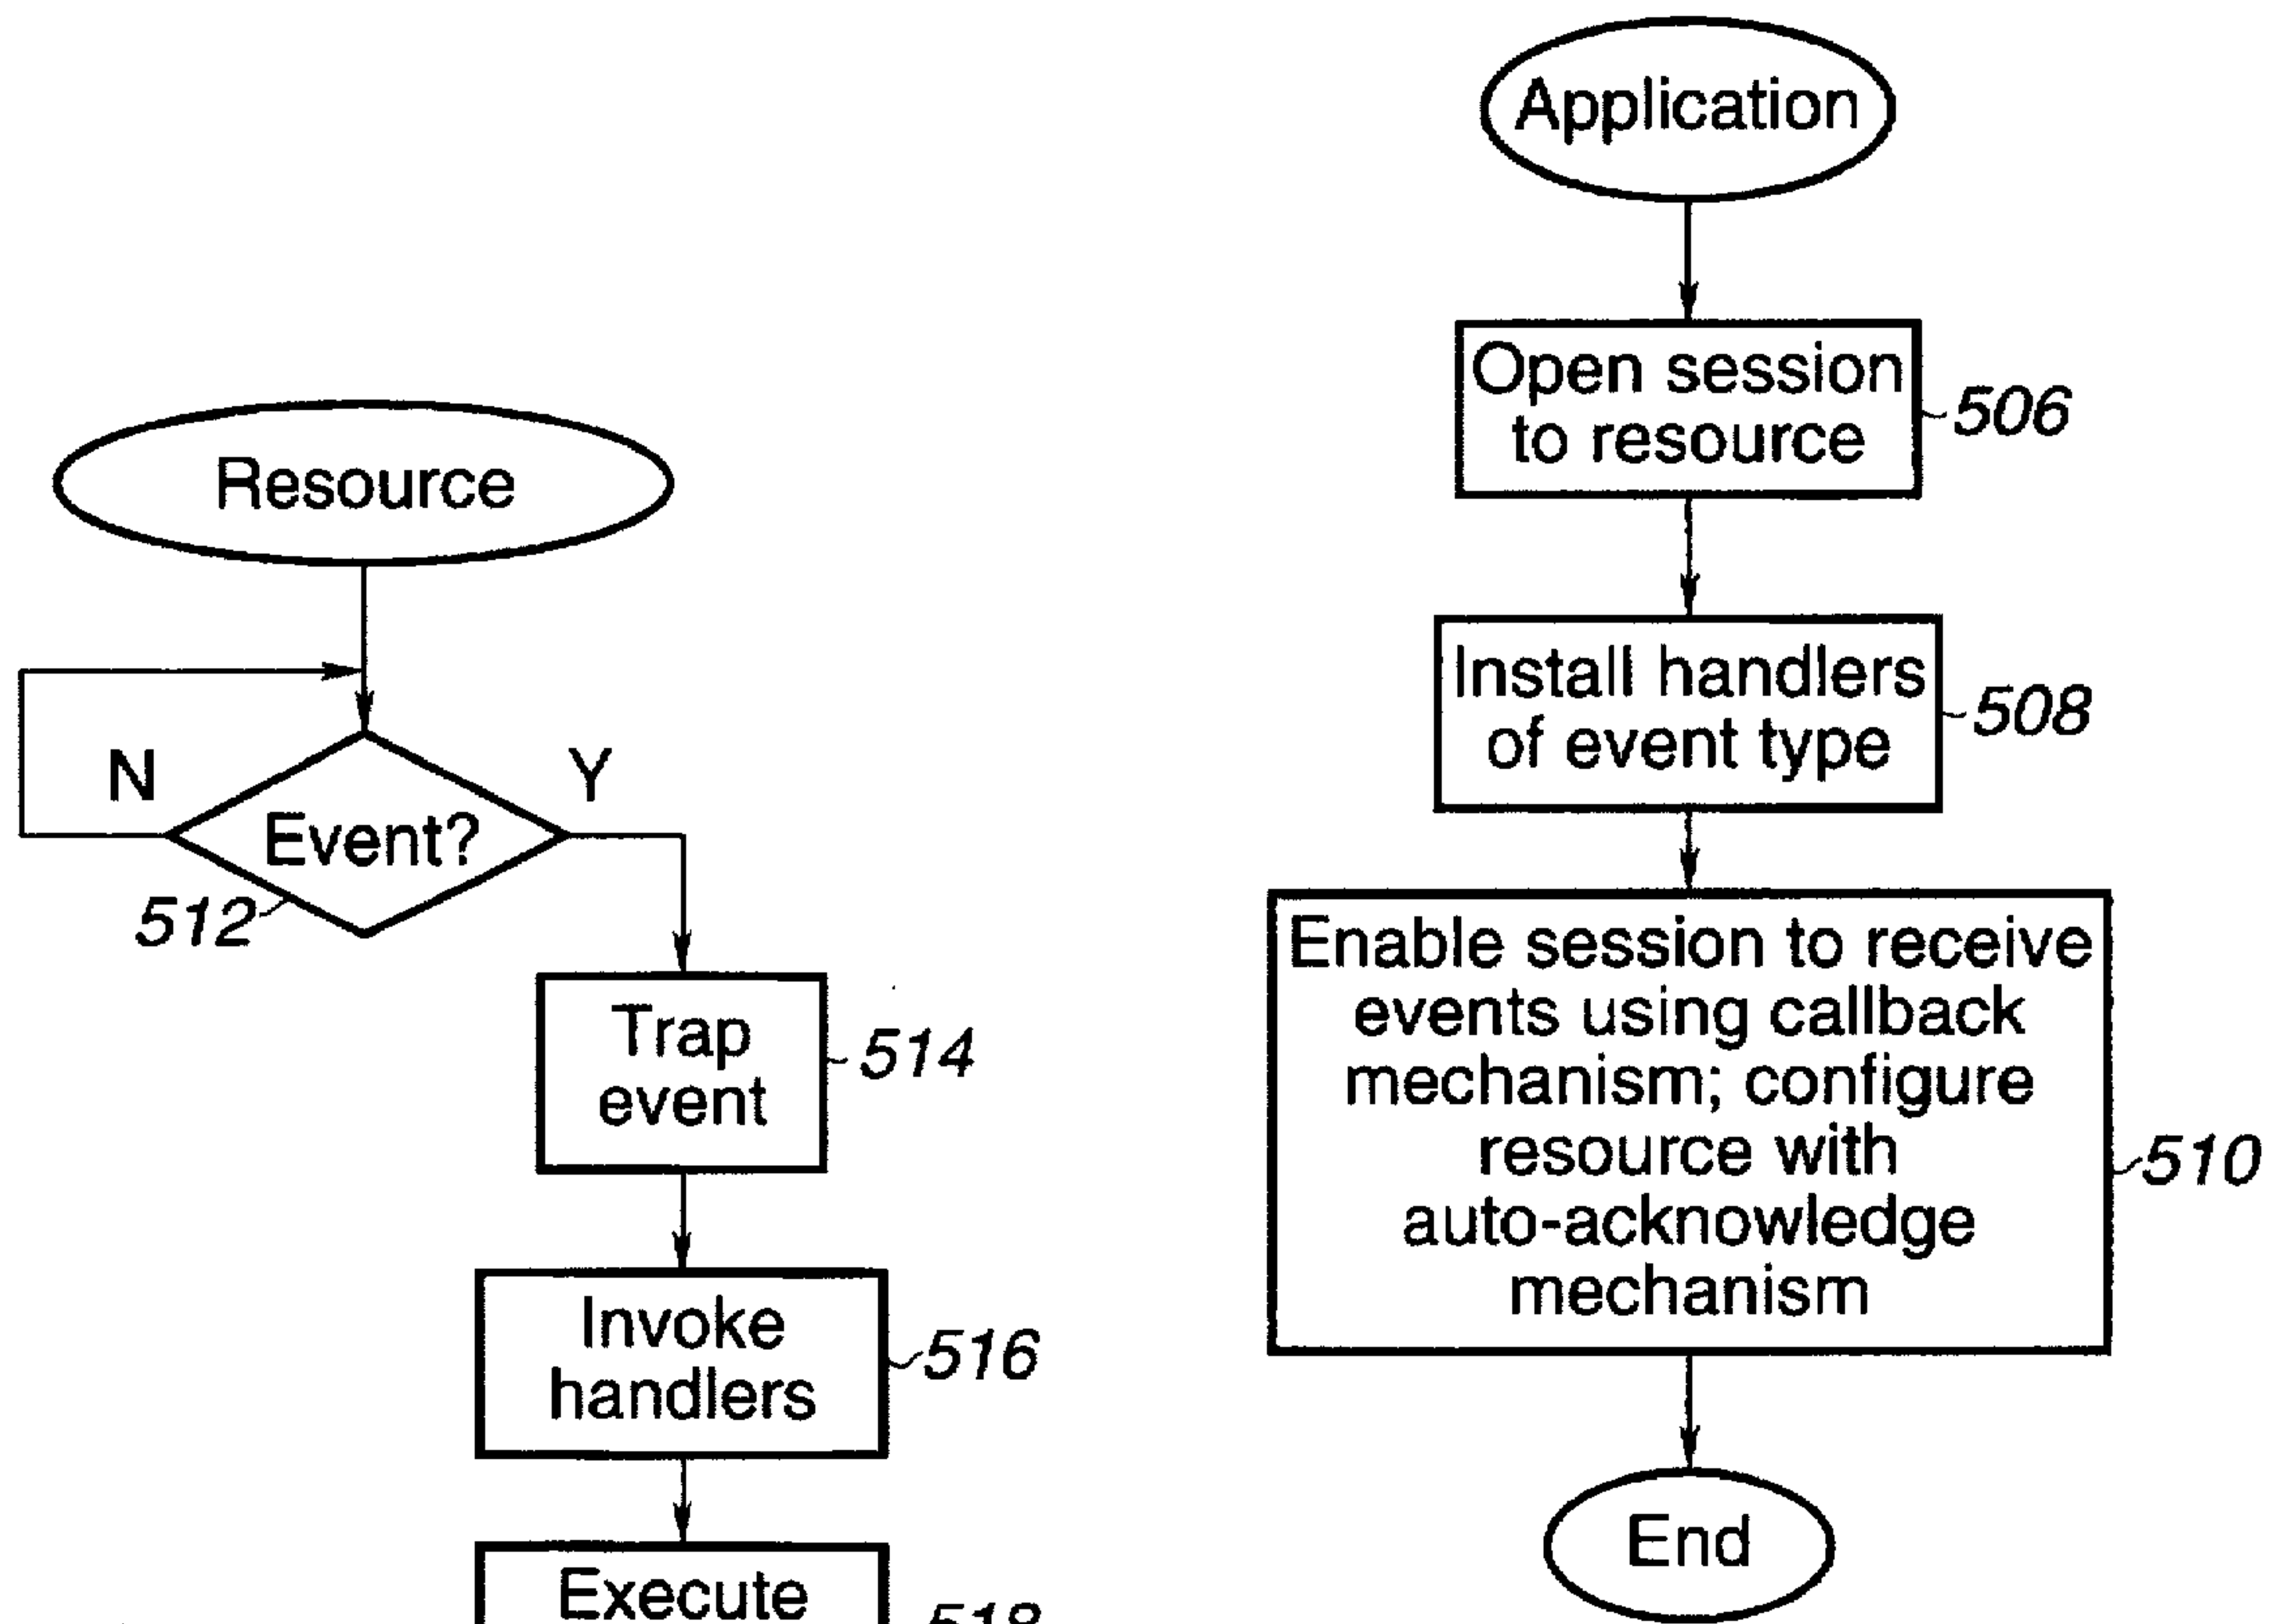 Resource
N
Y
Event?
512
Trap
event
514
Invoke
handlers
516
Execute
518
Application
Open session
to resource
506
Install handlers
of event type
508
Enable session to receive
events using callback
mechanism; configure
resource with
auto-acknowledge
mechanism
510
End